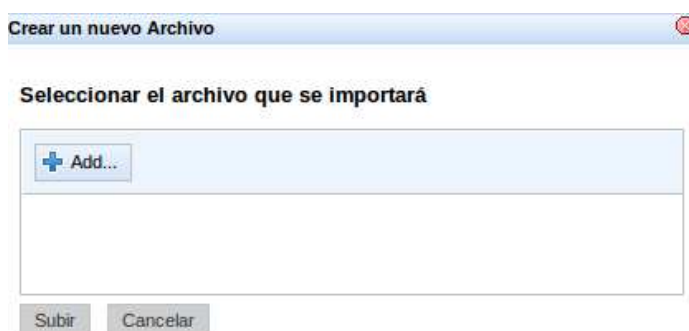 Crear un nuevo Archivo
Seleccionar el archivo que se importará
Add...
Subir Cancelar